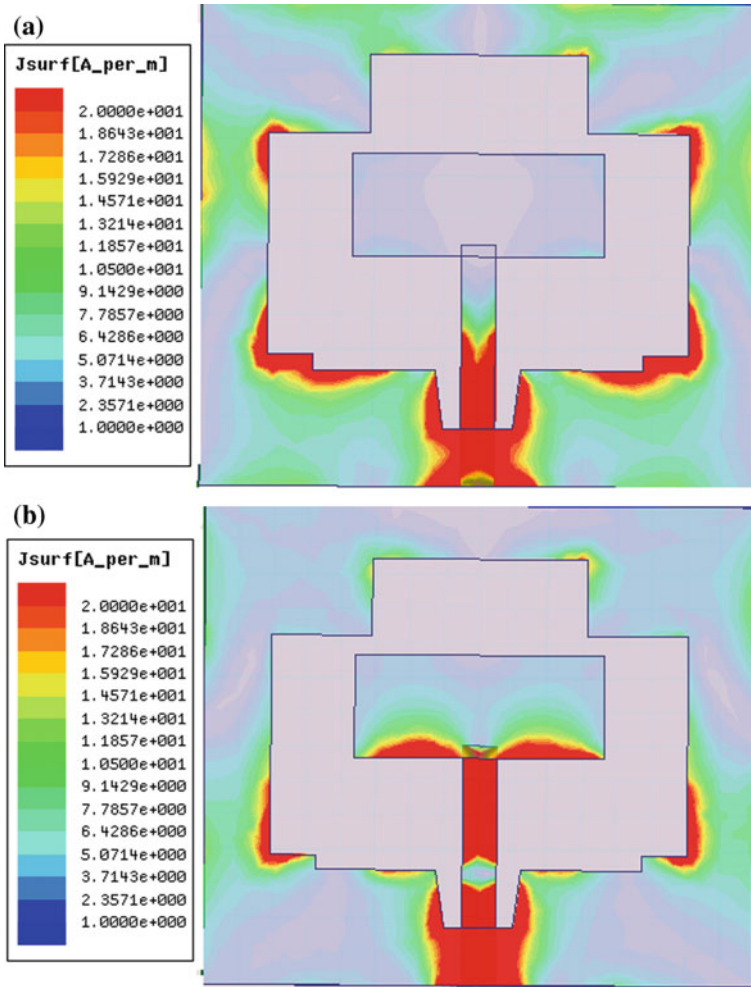 (a)
Jsurf[A_per_m]
2.0000e+001
1.8643e+001
1.7286e+001
1.5929e+001
1.4571e+001
1.3214e+001
1.1857e+001
1.0500e+001
9.1429e+000
7.7857e+000
6.4286e+000
5.0714e+000
3.7143e+000
2.3571e+000
1.0000e+000
(b)
Jsurf[A_per_m]
2.0000e+001
1.8643e+001
1.7286e+001
1.5929e+001
1.4571e+001
1.3214e+001
1.1857e+001
1.0500e+001
9.1429e+000
7.7857e+000
6.4286e+000
5.0714e+000
3.7143e+000
2.3571e+000
1.0000e+000